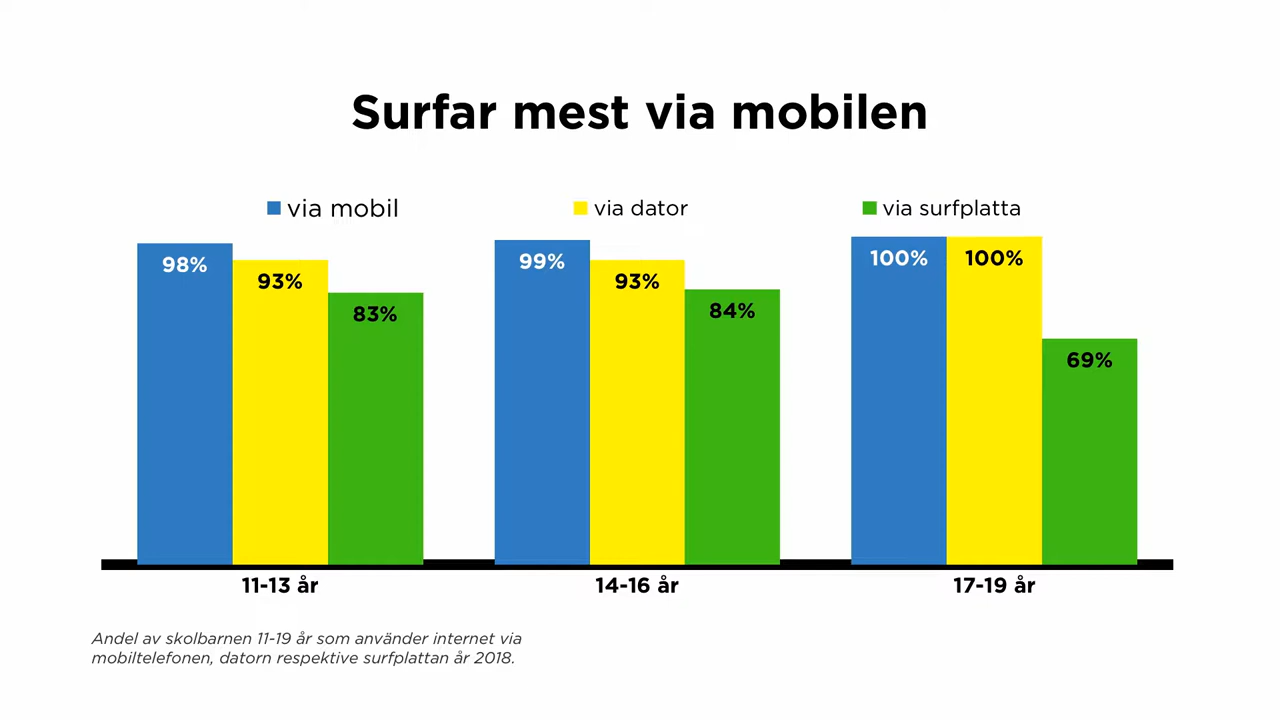 Surfar mest via mobilen
via mobil
via dator
via surfplatta
98%
93%
83%
99%
93%
84%
100%
100%
69%
11-13 år
14-16 år
17-19 år
Andel av skolbarnen 11-19 år som använder internet via
mobiltelefonen, datorn respektive surfplattan år 2018.